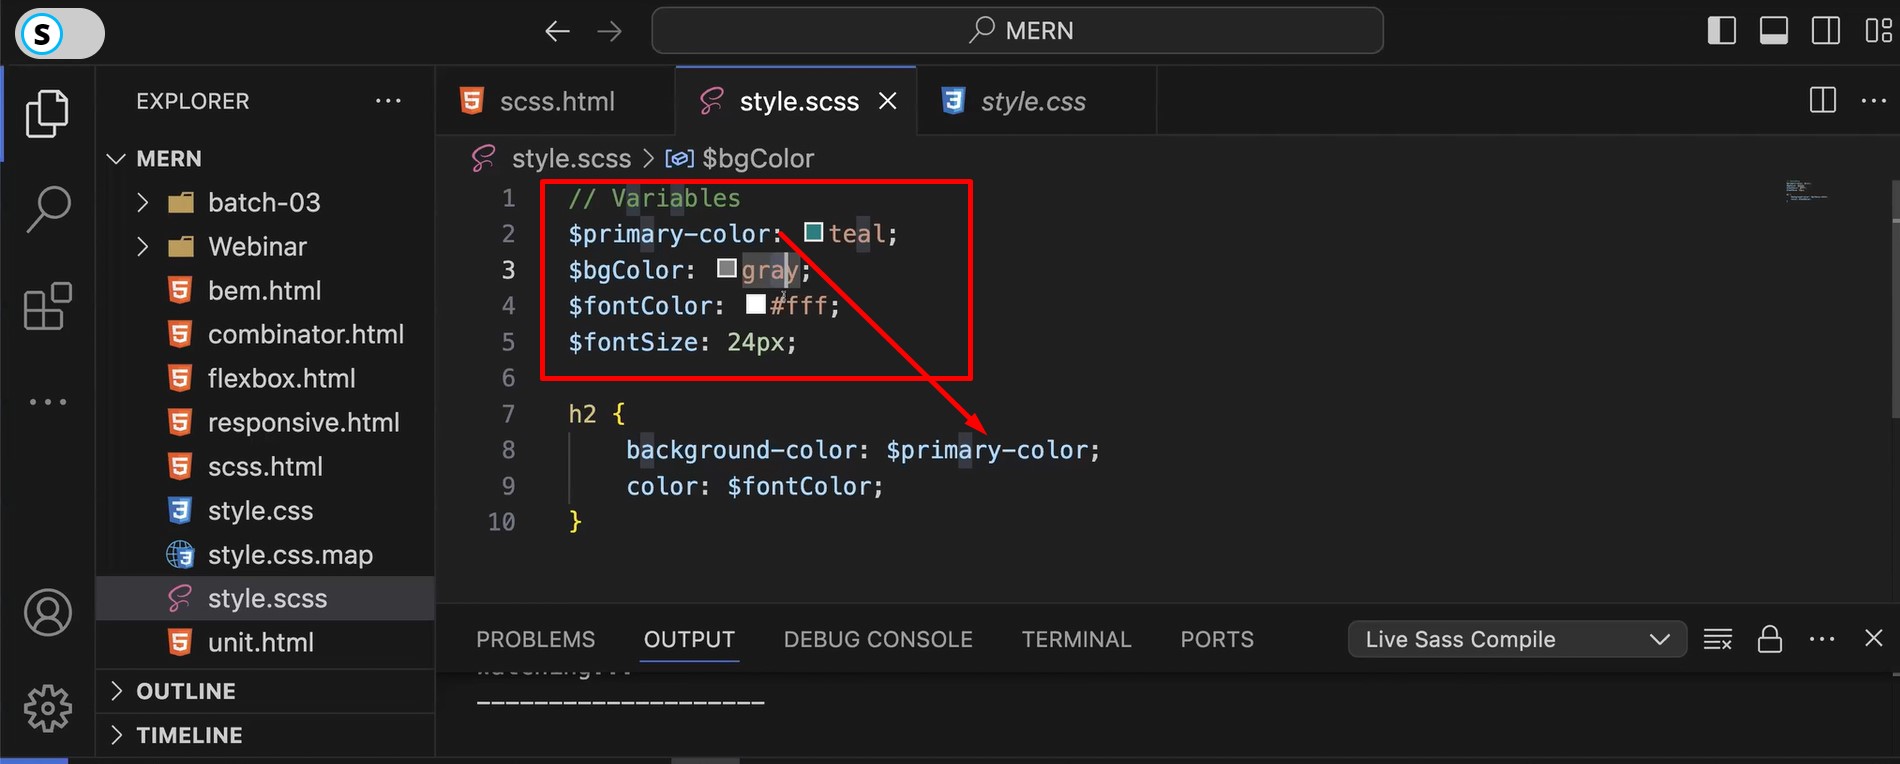 S
MERN
EXPLORER
scss.html
style.scss
style.css
MERN
style.scss > $bgColor
batch-03
Webinar
bem.html
combinator.html
flexbox.html
responsive.html
scss.html
style.css
style.css.map
style.scss
unit.html
OUTLINE
TIMELINE
1 // Variables
2 $primary-color: teal;
3 $bgColor: gray;
4 $fontColor: #fff;
5 $fontSize: 24px;
6
7 h2 {
8 background-color: $primary-color;
9 color: $fontColor;
10 }
PROBLEMS OUTPUT DEBUG CONSOLE TERMINAL PORTS Live Sass Compile
--------------------